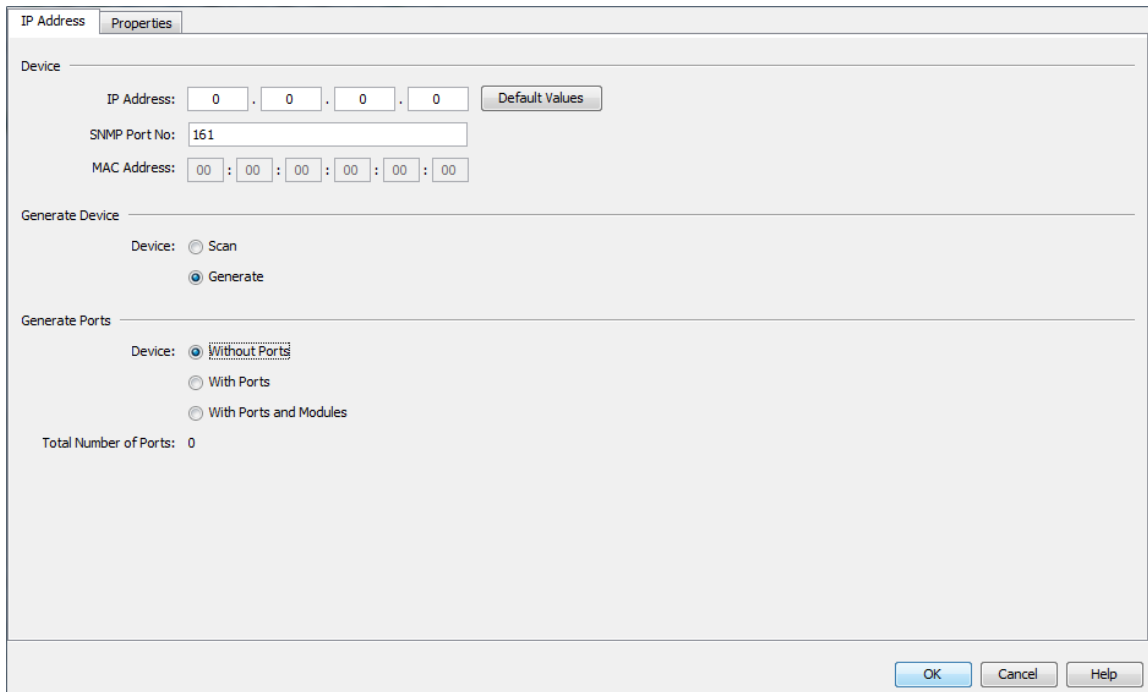 IP Address Properties
Device
IP Address: 0 . 0 . 0 . 0 Default Values
SNMP Port No: 161
MAC Address: 00 : 00 : 00 : 00 : 00 : 00
Generate Device
Device: Scan
Generate
Generate Ports
Device: Without Ports
With Ports
With Ports and Modules
Total Number of Ports: 0
OK Cancel Help